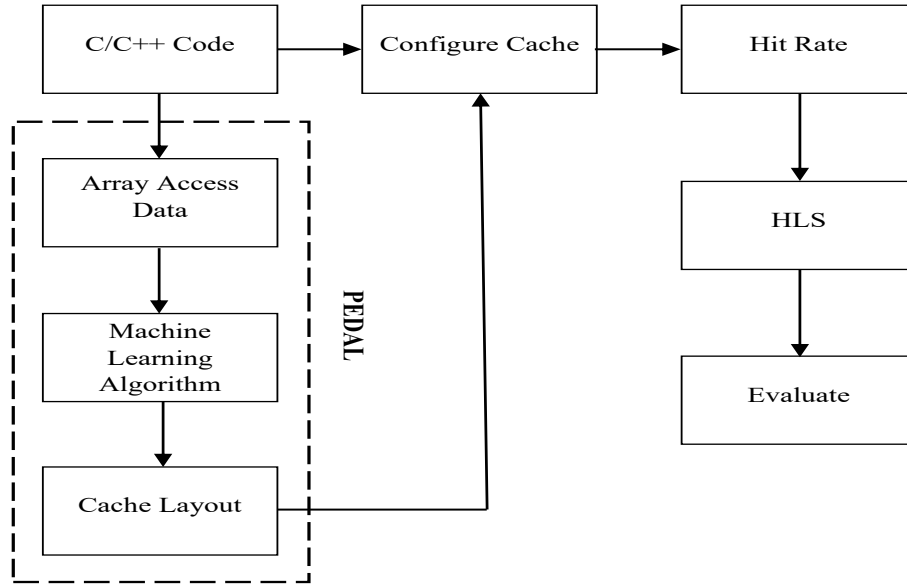 C/C++ Code
Configure Cache
Hit Rate
Array Access
Data
HLS
PEDAL
Machine
Learning
Algorithm
Evaluate
Cache Layout